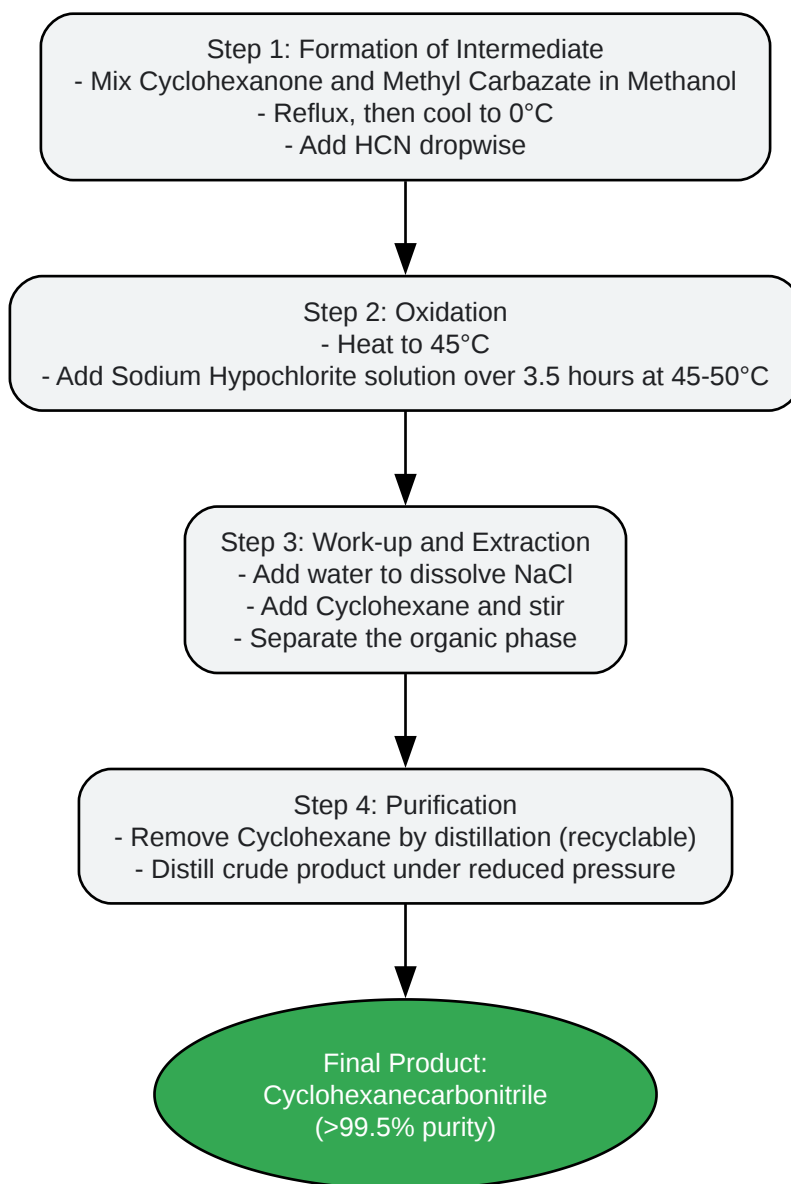 Step 1: Formation of Intermediate
- Mix Cyclohexanone and Methyl Carbazate in Methanol
- Reflux, then cool to 0°C
- Add HCN dropwise
Step 2: Oxidation
- Heat to 45°C
- Add Sodium Hypochlorite solution over 3.5 hours at 45-50°C
Step 3: Work-up and Extraction
- Add water to dissolve NaCl
- Add Cyclohexane and stir
- Separate the organic phase
Step 4: Purification
- Remove Cyclohexane by distillation (recyclable)
- Distill crude product under reduced pressure
Final Product:
Cyclohexanecarbonitrile
(>99.5% purity)